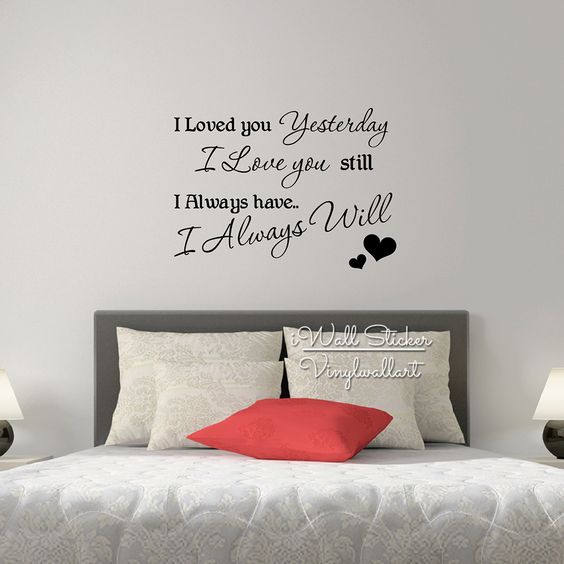 I Loved you Yesterday
I Love you still
I Always have..
I Always Will
iWall Sticker
Vinylwallart